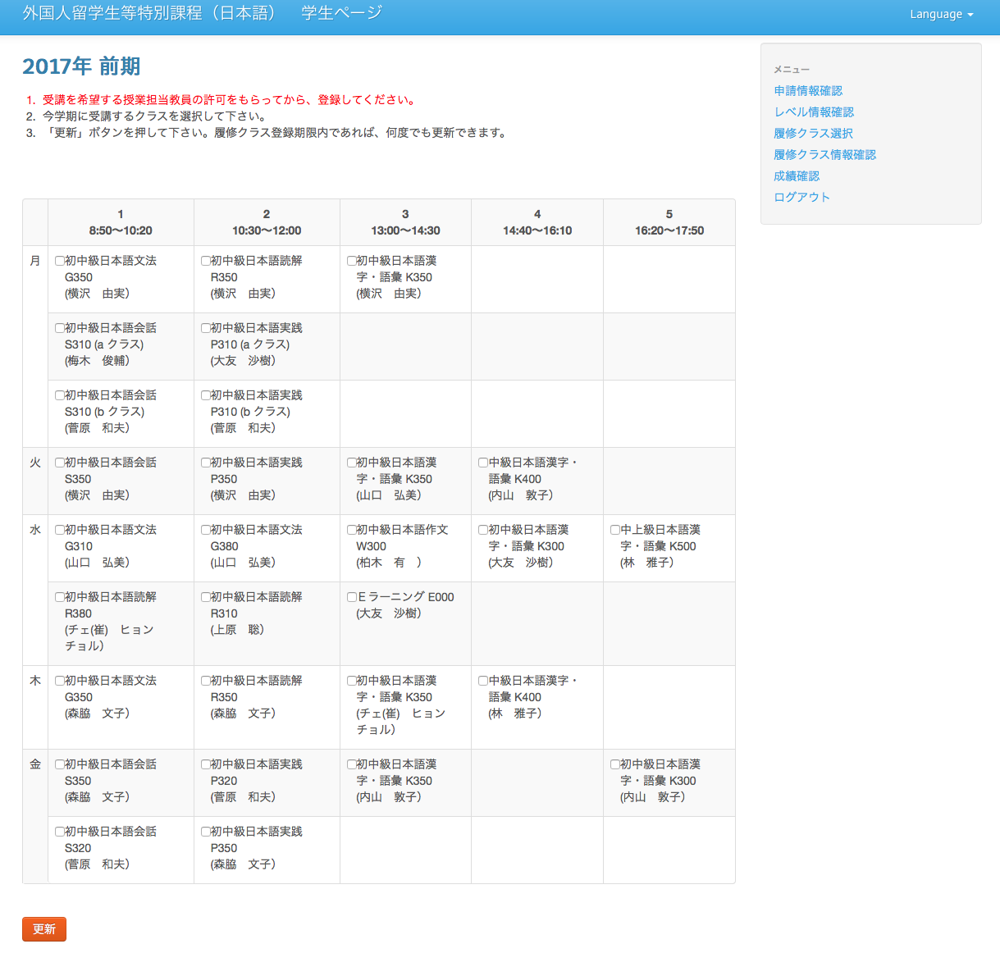 外国人留学生等特別課程（日本語）　学生ページ
Language
2017年 前期
1. 受講を希望する授業担当教員の許可をもらってから、登録してください。
2. 今学期に受講するクラスを選択して下さい。
3. 「更新」ボタンを押して下さい。履修クラス登録期限内であれば、何度でも更新できます。
メニュー
申請情報確認
レベル情報確認
履修クラス選択
履修クラス情報確認
成績確認
ログアウト
1
8:50〜10:20
2
10:30〜12:00
3
13:00〜14:30
4
14:40〜16:10
5
16:20〜17:50
月
初中級日本語文法
G350
(横沢　由実）
初中級日本語読解
R350
(横沢　由実）
初中級日本語漢
字・語彙 K350
(横沢　由実）
初中級日本語会話
S310 (a クラス)
(梅木　俊輔）
初中級日本語実践
P310 (a クラス)
(大友　沙樹）
初中級日本語会話
S310 (b クラス)
(菅原　和夫）
初中級日本語実践
P310 (b クラス)
(菅原　和夫）
火
初中級日本語会話
S350
(横沢　由実）
初中級日本語実践
P350
(横沢　由実）
初中級日本語漢
字・語彙 K350
(山口　弘美）
中級日本語漢字・
語彙 K400
(内山　敦子）
水
初中級日本語文法
G310
(山口　弘美）
初中級日本語文法
G380
(山口　弘美）
初中級日本語作文
W300
(柏木　有　）
初中級日本語漢
字・語彙 K300
(大友　沙樹）
中上級日本語漢
字・語彙 K500
(林　雅子）
初中級日本語読解
R380
(チェ(崔)　ヒョン
チョル）
初中級日本語読解
R310
(上原　聡）
Ｅラーニング E000
(大友　沙樹）
木
初中級日本語文法
G350
(森脇　文子）
初中級日本語読解
R350
(森脇　文子）
初中級日本語漢
字・語彙 K350
(チェ(崔)　ヒョン
チョル）
中級日本語漢字・
語彙 K400
(林　雅子）
金
初中級日本語会話
S350
(森脇　文子）
初中級日本語実践
P320
(菅原　和夫）
初中級日本語漢
字・語彙 K350
(内山　敦子）
初中級日本語漢
字・語彙 K300
(内山　敦子）
初中級日本語会話
S320
(菅原　和夫）
初中級日本語実践
P350
(森脇　文子）
更新